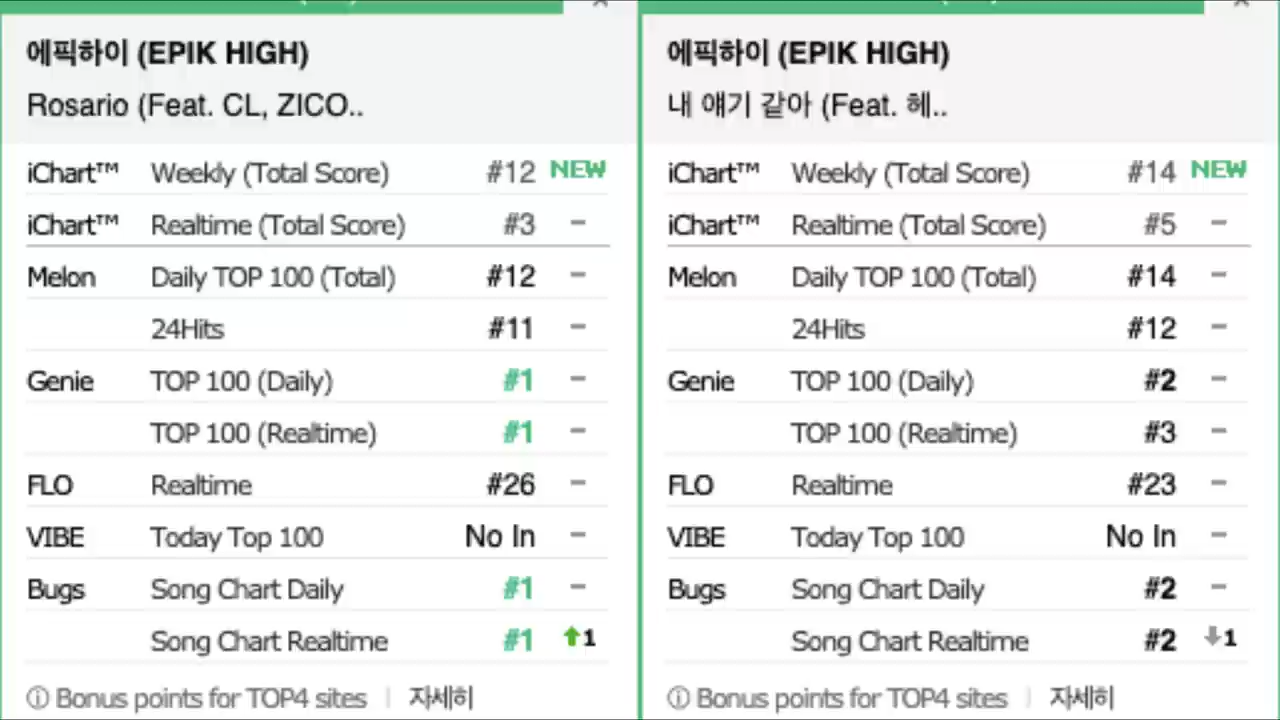 에픽하이 (EPIK HIGH)
Rosario (Feat. CL, ZICO..
iChart™ Weekly (Total Score) #12 NEW
iChart™ Realtime (Total Score) #3 –
Melon Daily TOP 100 (Total) #12 –
24Hits #11 –
Genie TOP 100 (Daily) #1 –
TOP 100 (Realtime) #1 –
FLO Realtime #26 –
VIBE Today Top 100 No In –
Bugs Song Chart Daily #1 –
Song Chart Realtime #1 ↑1
ⓘ Bonus points for TOP4 sites | 자세히
에픽하이 (EPIK HIGH)
내 얘기 같아 (Feat. 헤..
iChart™ Weekly (Total Score) #14 NEW
iChart™ Realtime (Total Score) #5 –
Melon Daily TOP 100 (Total) #14 –
24Hits #12 –
Genie TOP 100 (Daily) #2 –
TOP 100 (Realtime) #3 –
FLO Realtime #23 –
VIBE Today Top 100 No In –
Bugs Song Chart Daily #2 –
Song Chart Realtime #2 ↓1
ⓘ Bonus points for TOP4 sites | 자세히